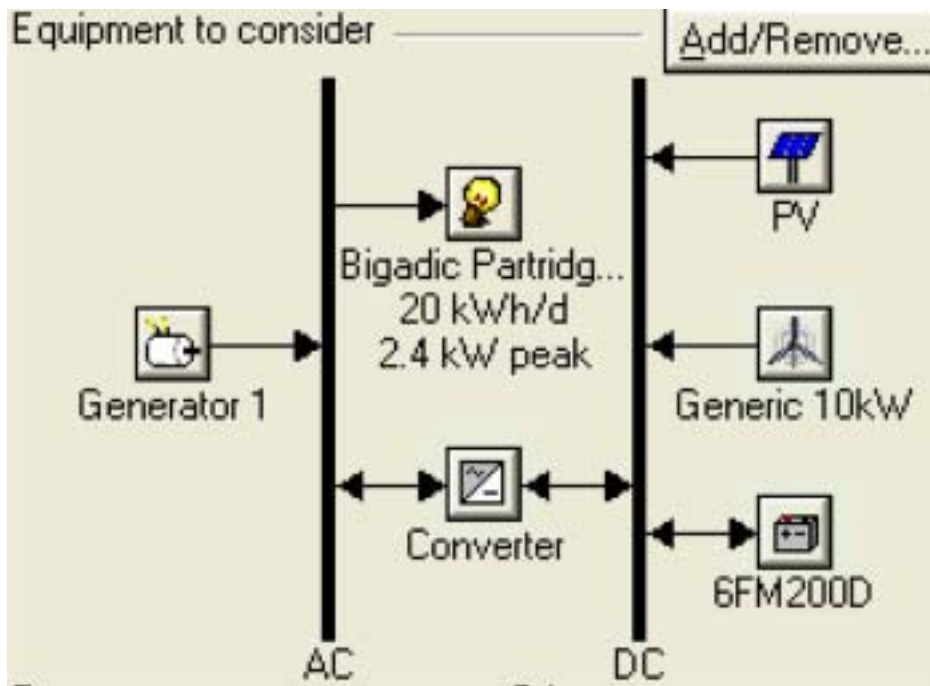 Equipment to consider
Add/Remove...
PV
Bigadic Partridg...
20 kWh/d
2.4 kW peak
Generator 1
Generic 10kW
Converter
6FM200D
AC
DC